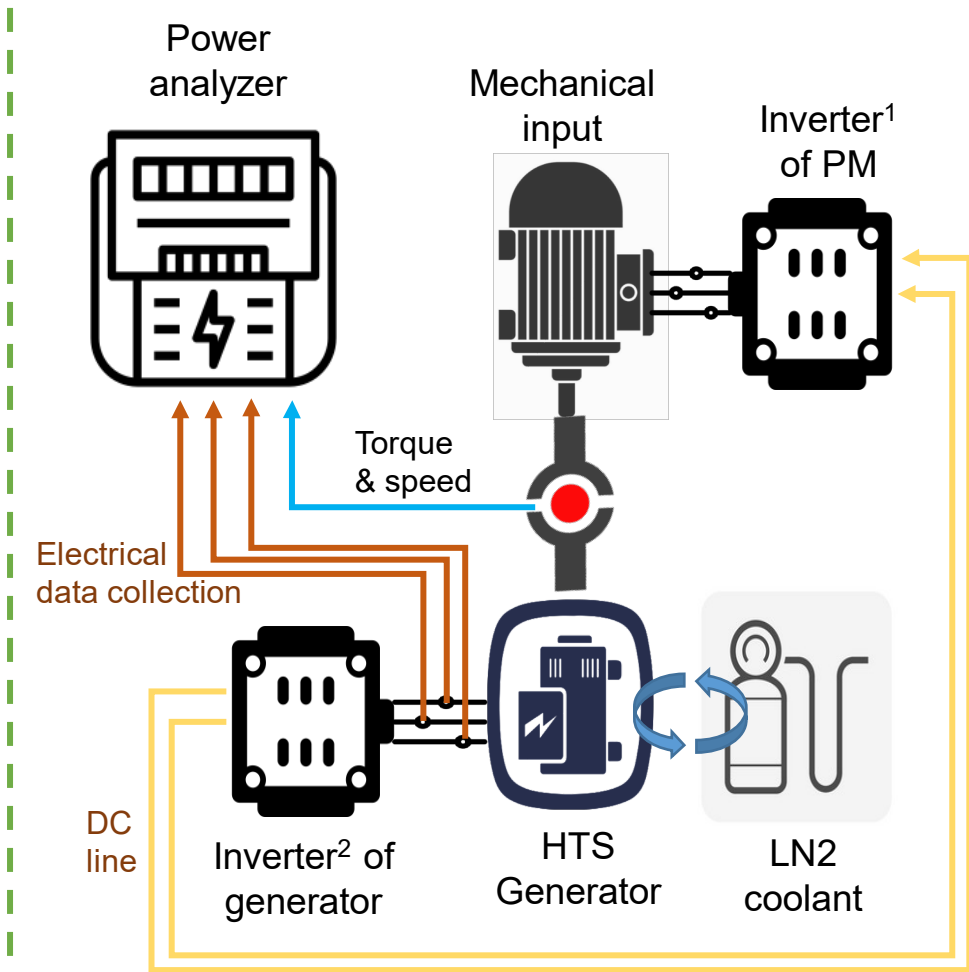 Power
analyzer
Mechanical
input
Inverter¹
of PM
Torque
& speed
Electrical
data collection
DC
line
Inverter² of
generator
HTS
Generator
LN2
coolant